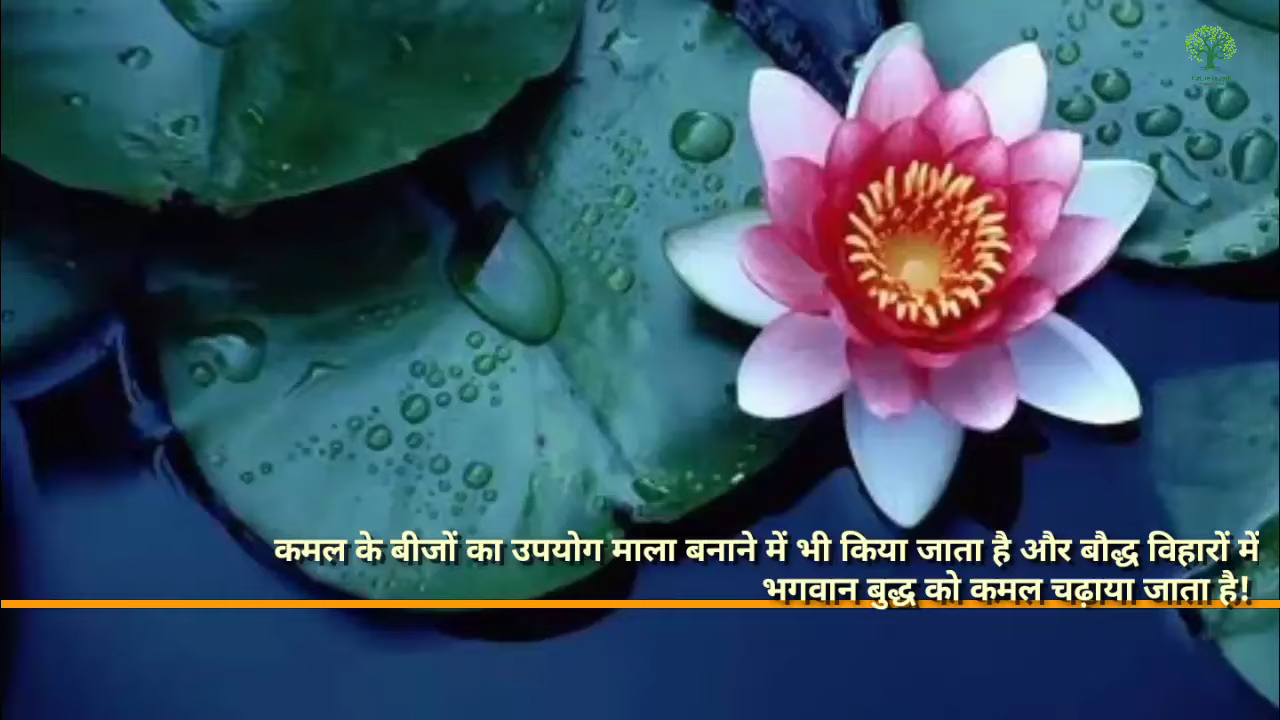 कमल के बीजों का उपयोग माला बनाने में भी किया जाता है और बौद्ध विहारों में
भगवान बुद्ध को कमल चढ़ाया जाता है!